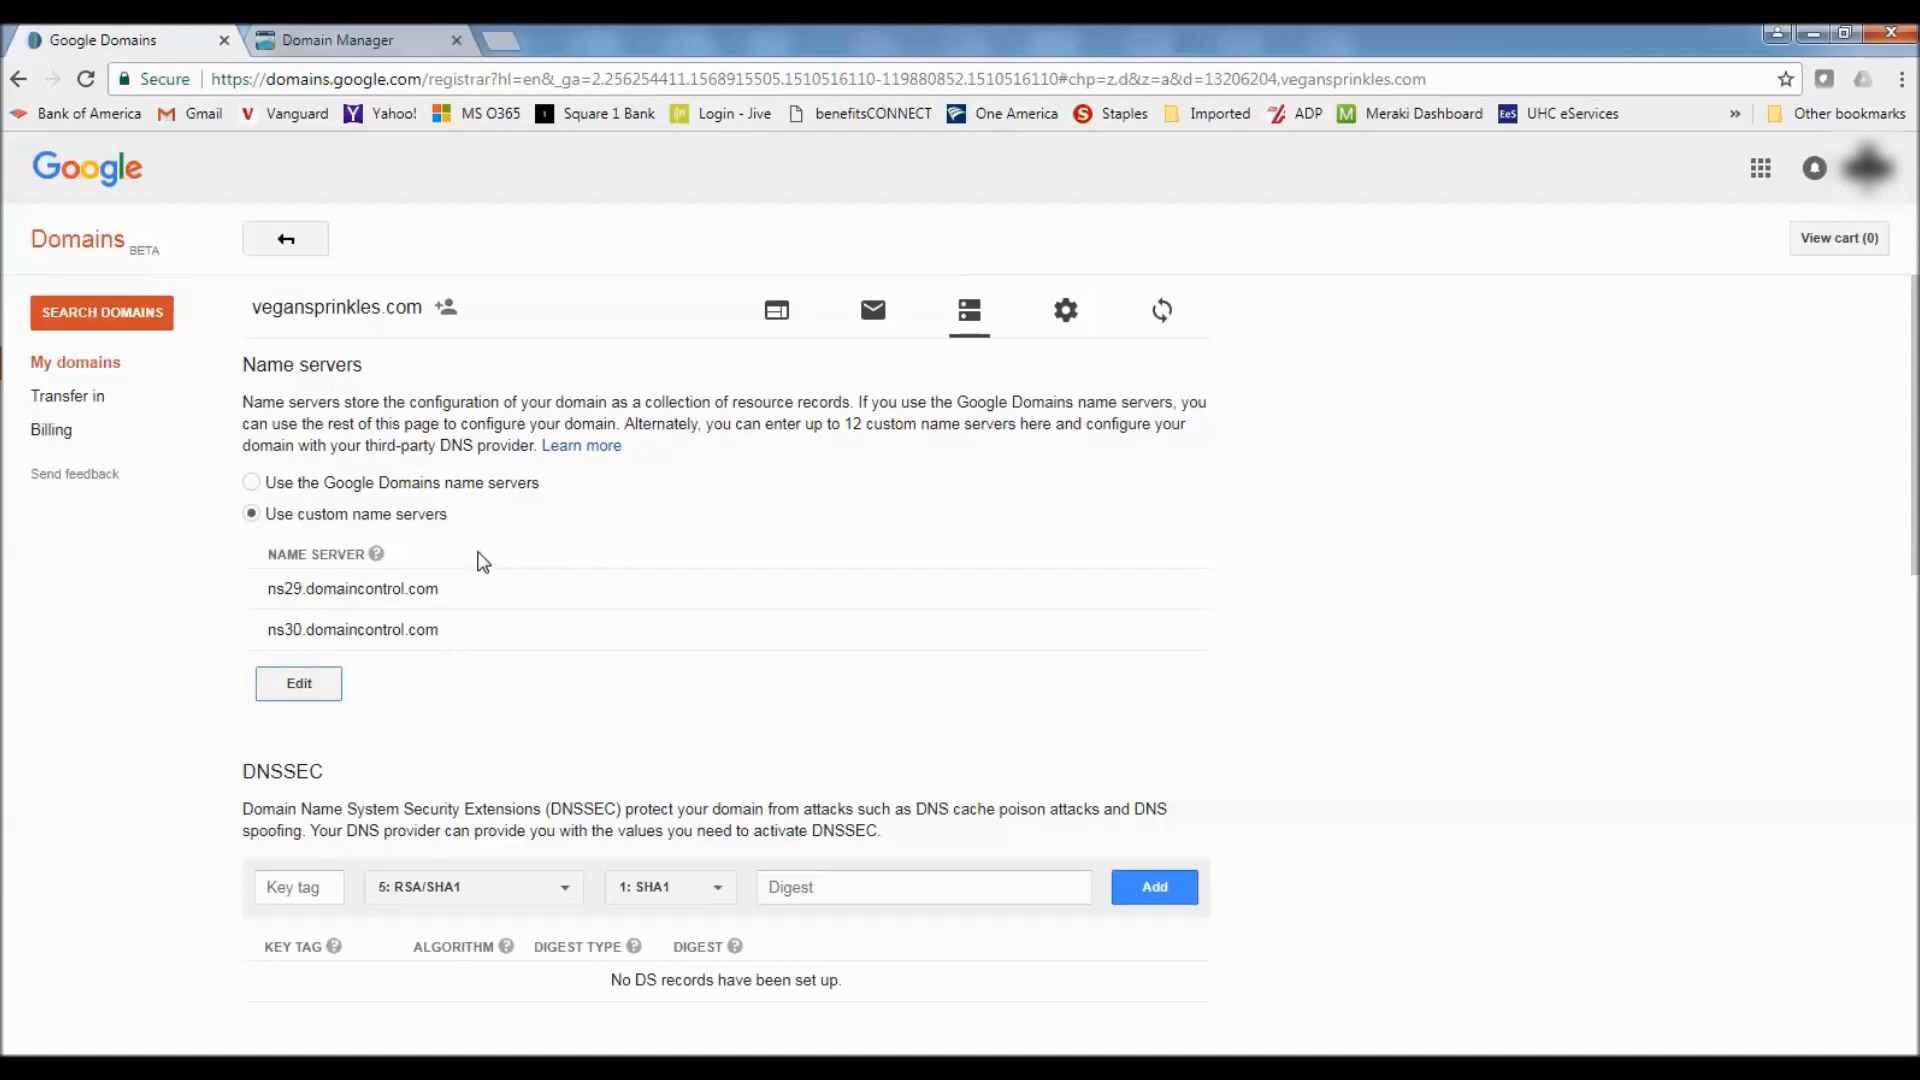 Google Domains
Domain Manager
Secure
https://domains.google.com/registrar?hl=en&_ga=2.256254411.1568915505.1510516110-119880852.1510516110#chp=z,d&z=a&d=13206204,vegansprinkles.com
Bank of America
Gmail
Vanguard
Yahoo!
MS O365
Square 1 Bank
Login - Jive
benefitsCONNECT
One America
Staples
Imported
ADP
Meraki Dashboard
EeS
UHC eServices
»
Other bookmarks
Google
Domains BETA
View cart (0)
SEARCH DOMAINS
My domains
Transfer in
Billing
Send feedback
vegansprinkles.com
Name servers
Name servers store the configuration of your domain as a collection of resource records. If you use the Google Domains name servers, you
can use the rest of this page to configure your domain. Alternately, you can enter up to 12 custom name servers here and configure your
domain with your third-party DNS provider. Learn more
Use the Google Domains name servers
Use custom name servers
NAME SERVER ?
ns29.domaincontrol.com
ns30.domaincontrol.com
Edit
DNSSEC
Domain Name System Security Extensions (DNSSEC) protect your domain from attacks such as DNS cache poison attacks and DNS
spoofing. Your DNS provider can provide you with the values you need to activate DNSSEC.
Key tag
5: RSA/SHA1
1: SHA1
Digest
Add
KEY TAG ?
ALGORITHM ?
DIGEST TYPE ?
DIGEST ?
No DS records have been set up.